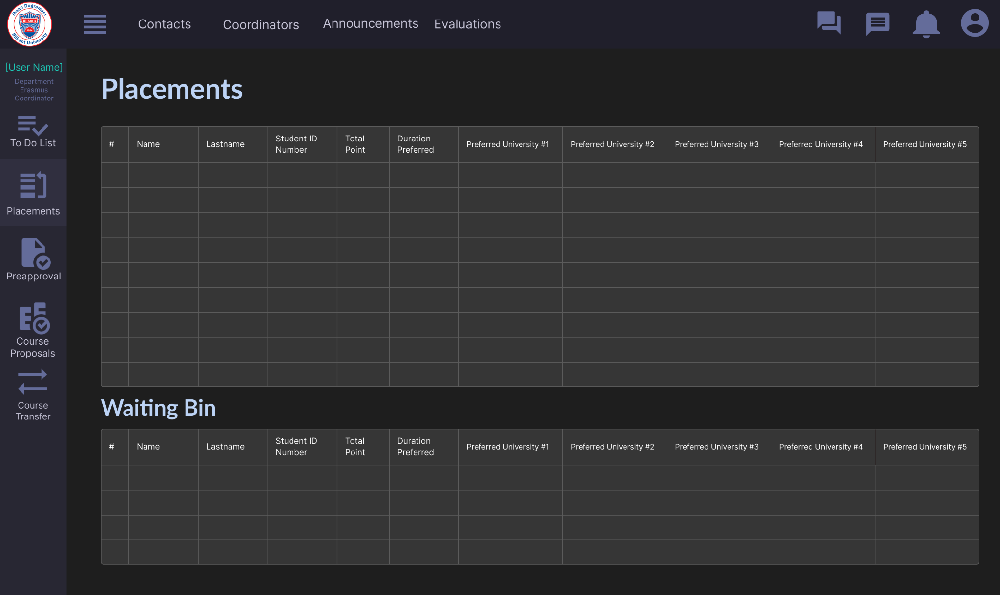 İhsan Doğramacı
Bilkent
1984
Bilkent University
Contacts
Coordinators
Announcements
Evaluations
[User Name]
Department
Erasmus
Coordinator
To Do List
Placements
Preapproval
Course
Proposals
Course
Transfer
Placements
#
Name
Lastname
Student ID
Number
Total
Point
Duration
Preferred
Preferred University #1
Preferred University #2
Preferred University #3
Preferred University #4
Preferred University #5
Waiting Bin
#
Name
Lastname
Student ID
Number
Total
Point
Duration
Preferred
Preferred University #1
Preferred University #2
Preferred University #3
Preferred University #4
Preferred University #5